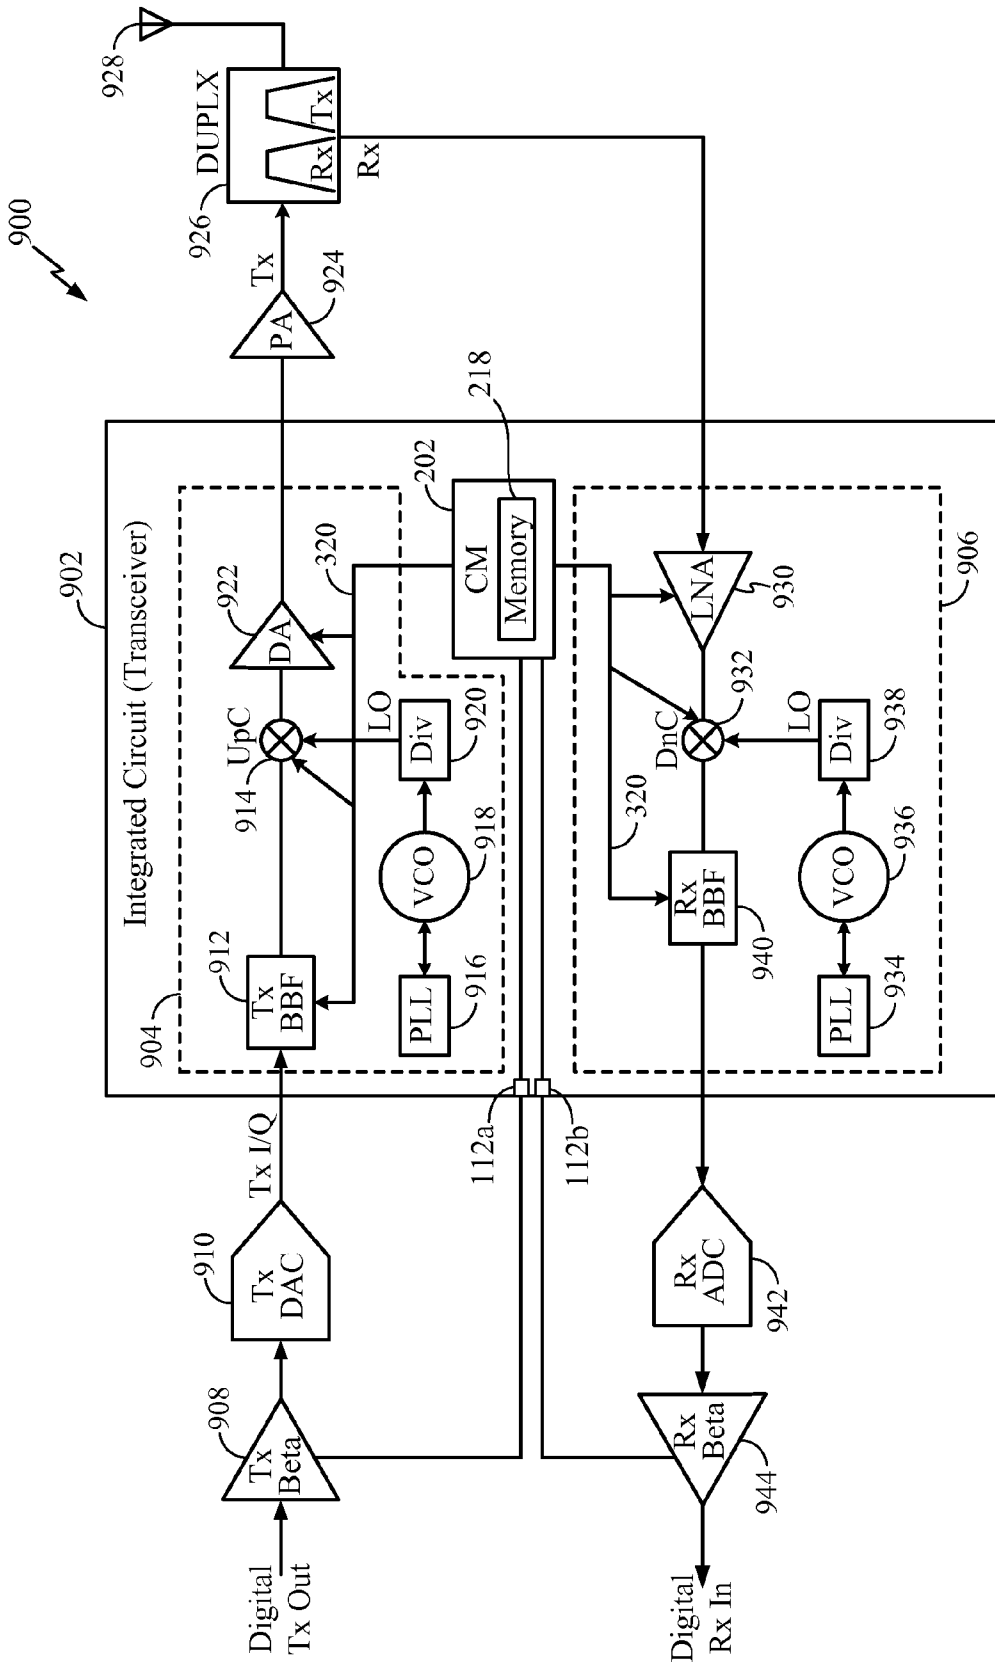 900
902
Integrated Circuit (Transceiver)
904
Digital
Tx Out
Tx
Beta
908
Tx
DAC
910
Tx I/Q
Tx
BBF
912
UpC
914
DA
922
320
PLL
916
VCO
918
Div
920
LO
PA
924
Tx
DUPLX
926
Rx
Tx
Rx
928
CM
Memory
202
218
112a
112b
906
LNA
930
DnC
932
320
Rx
BBF
940
LO
PLL
934
VCO
936
Div
938
Rx
ADC
942
Rx
Beta
944
Digital
Rx In